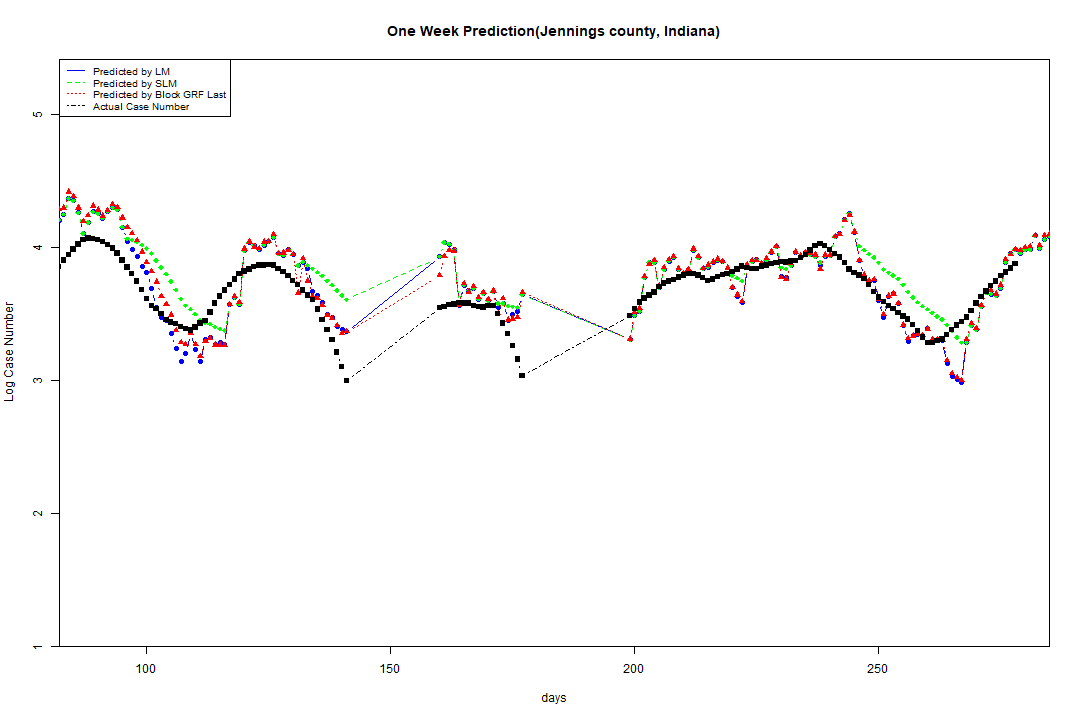 One Week Prediction(Jennings county, Indiana)
Predicted by LM
Predicted by SLM
Predicted by Block GRF Last
Actual Case Number
5
4
3
2
1
Log Case Number
100 150 200 250
days